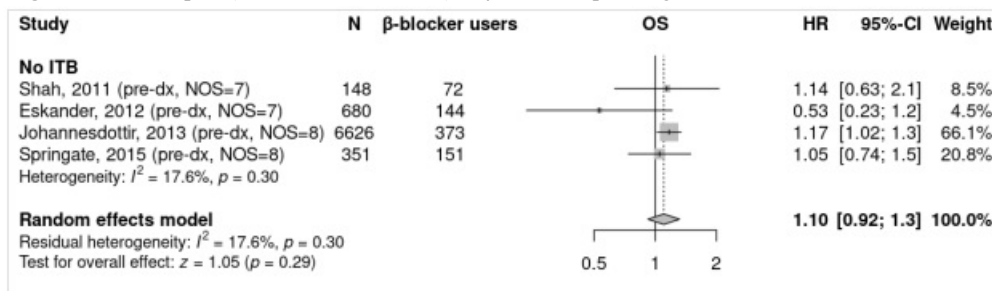 Study N β-blocker users OS HR 95%-CI Weight
No ITB
Shah, 2011 (pre-dx, NOS=7) 148 72 1.14 [0.63; 2.1] 8.5%
Eskander, 2012 (pre-dx, NOS=7) 680 144 0.53 [0.23; 1.2] 4.5%
Johannesdottir, 2013 (pre-dx, NOS=8) 6626 373 1.17 [1.02; 1.3] 66.1%
Springate, 2015 (pre-dx, NOS=8) 351 151 1.05 [0.74; 1.5] 20.8%
Heterogeneity: I² = 17.6%, p = 0.30
Random effects model 1.10 [0.92; 1.3] 100.0%
Residual heterogeneity: I² = 17.6%, p = 0.30
Test for overall effect: z = 1.05 (p = 0.29)
0.5 1 2